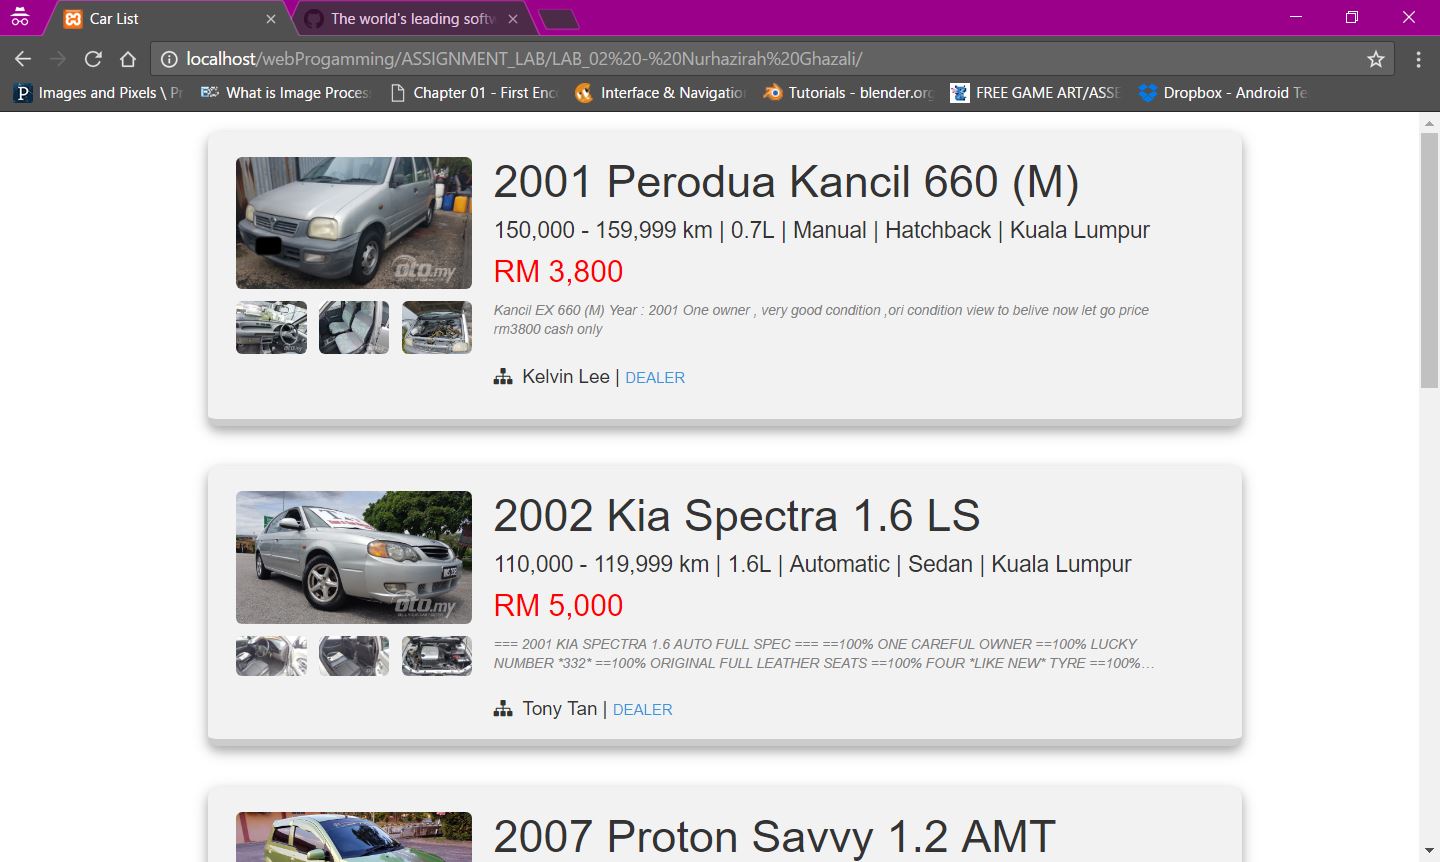 Car List
The world's leading softw
localhost/webProgamming/ASSIGNMENT_LAB/LAB_02%20-%20Nurhazirah%20Ghazali/
Images and Pixels \ Pr
What is Image Proces
Chapter 01 - First Enc
Interface & Navigatio
Tutorials - blender.org
FREE GAME ART/ASSE
Dropbox - Android Te
2001 Perodua Kancil 660 (M)
150,000 - 159,999 km | 0.7L | Manual | Hatchback | Kuala Lumpur
RM 3,800
Kancil EX 660 (M) Year : 2001 One owner , very good condition ,ori condition view to belive now let go price
rm3800 cash only
Kelvin Lee | DEALER
oto.my
2002 Kia Spectra 1.6 LS
110,000 - 119,999 km | 1.6L | Automatic | Sedan | Kuala Lumpur
RM 5,000
=== 2001 KIA SPECTRA 1.6 AUTO FULL SPEC === ==100% ONE CAREFUL OWNER ==100% LUCKY
NUMBER *332* ==100% ORIGINAL FULL LEATHER SEATS ==100% FOUR *LIKE NEW* TYRE ==100%...
Tony Tan | DEALER
oto.my
2007 Proton Savvy 1.2 AMT